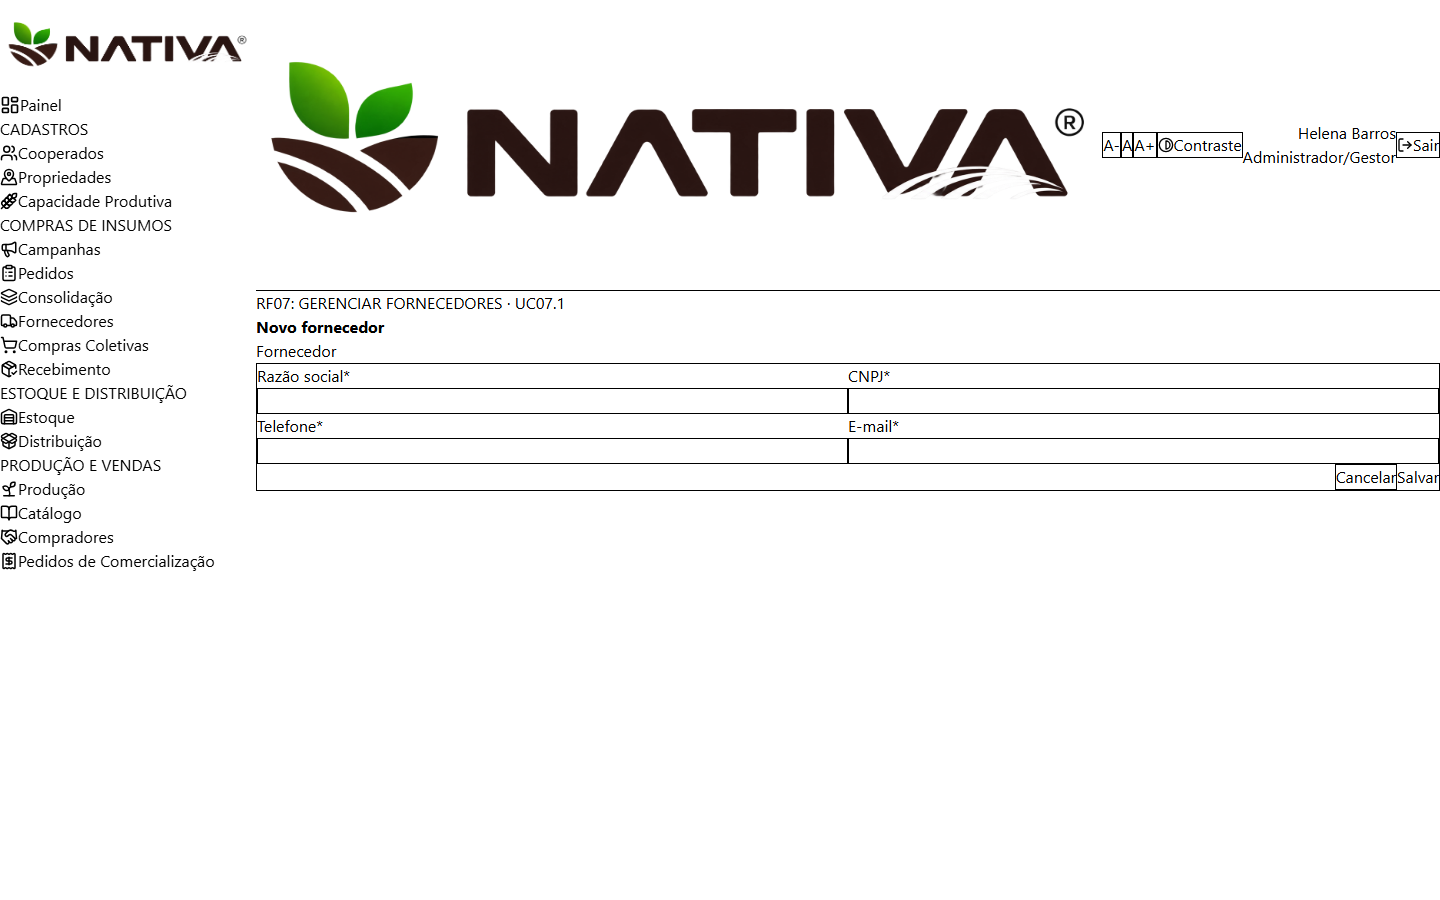 NATIVA®
Painel
CADASTROS
Cooperados
Propriedades
Capacidade Produtiva
COMPRAS DE INSUMOS
Campanhas
Pedidos
Consolidação
Fornecedores
Compras Coletivas
Recebimento
ESTOQUE E DISTRIBUIÇÃO
Estoque
Distribuição
PRODUÇÃO E VENDAS
Produção
Catálogo
Compradores
Pedidos de Comercialização
NATIVA®
A- A A+ Contraste
Helena Barros
Administrador/Gestor
Sair
RF07: GERENCIAR FORNECEDORES · UC07.1
Novo fornecedor
Fornecedor
Razão social* CNPJ*
Telefone* E-mail*
Cancelar Salvar